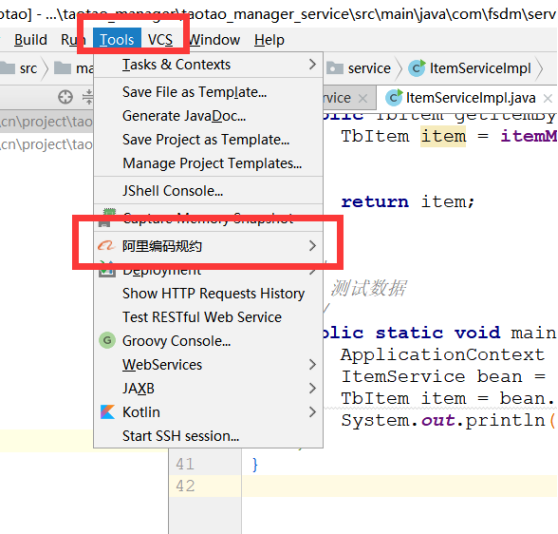 otao] - ...\taotao_manager\taotao_manager_service\src\main\java\com\fsdm\serv
Build Run Tools VCS Window Help
src ma service ItemServiceImpl
rvice ItemServiceImpl.java
cn\project\tao
cn\project\tao
Tasks & Contexts
Save File as Template...
Generate JavaDoc...
Save Project as Template...
Manage Project Templates...
JShell Console...
Capture Memory Snapshot
阿里编码规约
Deployment
Show HTTP Requests History
Test RESTful Web Service
Groovy Console...
WebServices
JAXB
Kotlin
Start SSH session...
blic TbItem getItemBy
TbItem item = itemM
return item;
测试数据
/
blic static void main
ApplicationContext
ItemService bean =
TbItem item = bean.
System.out.println(
41 }
42